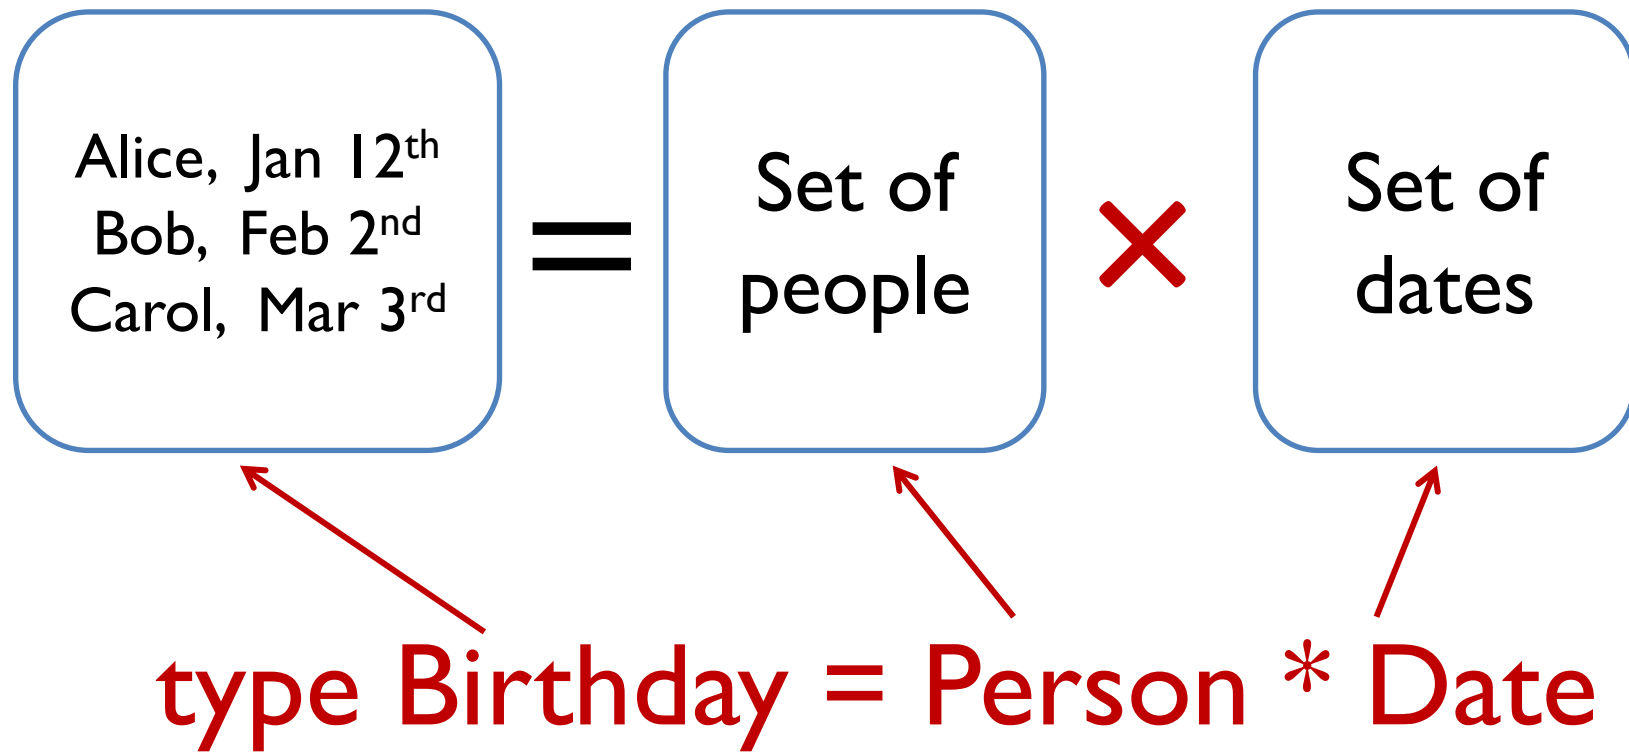 Alice, Jan 12th
Bob, Feb 2nd
Carol, Mar 3rd
=
Set of
people
×
Set of
dates
type Birthday = Person * Date